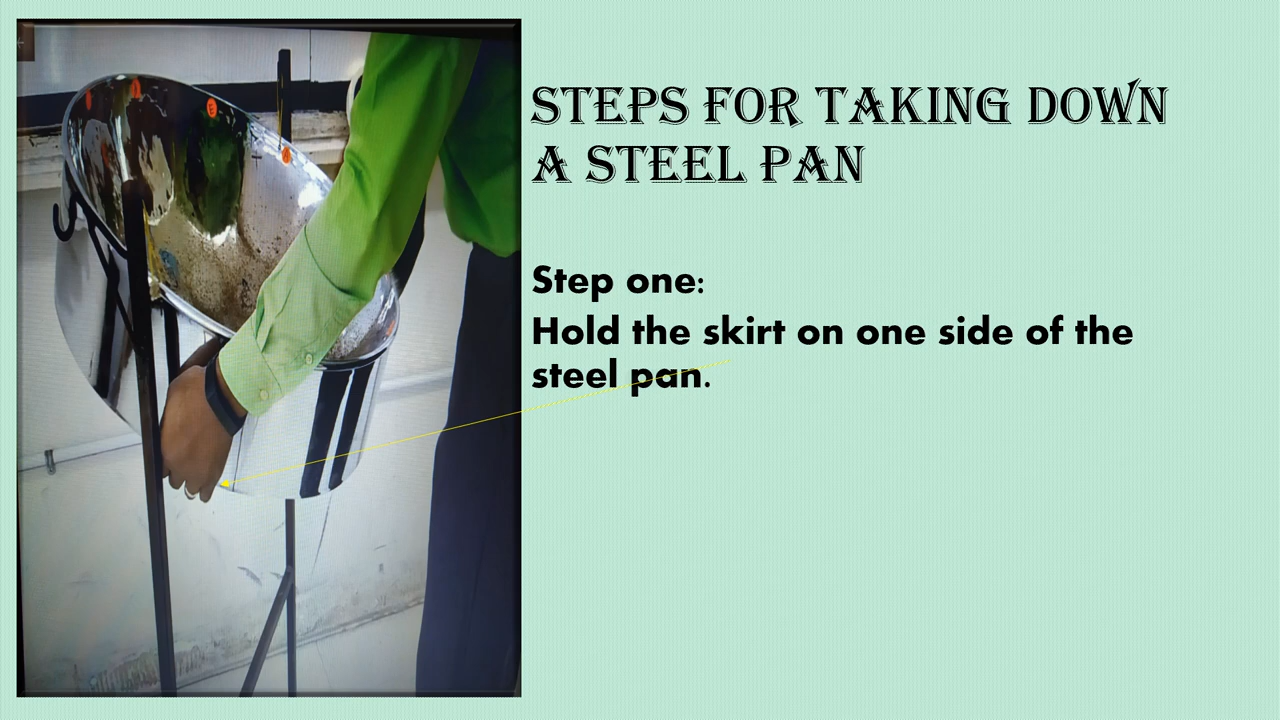 STEPS FOR TAKING DOWN
A STEEL PAN
Step one:
Hold the skirt on one side of the
steel pan.